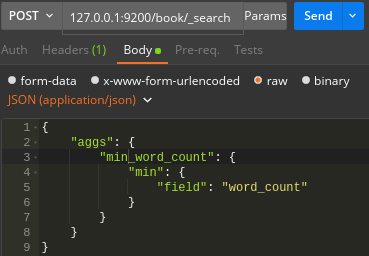 POST 127.0.0.1:9200/book/_search Params Send
Auth Headers (1) Body Pre-req. Tests
form-data x-www-form-urlencoded raw binary
JSON (application/json)
1 {
2 "aggs": {
3 "min_word_count": {
4 "min": {
5 "field": "word_count"
6 }
7 }
8 }
9 }